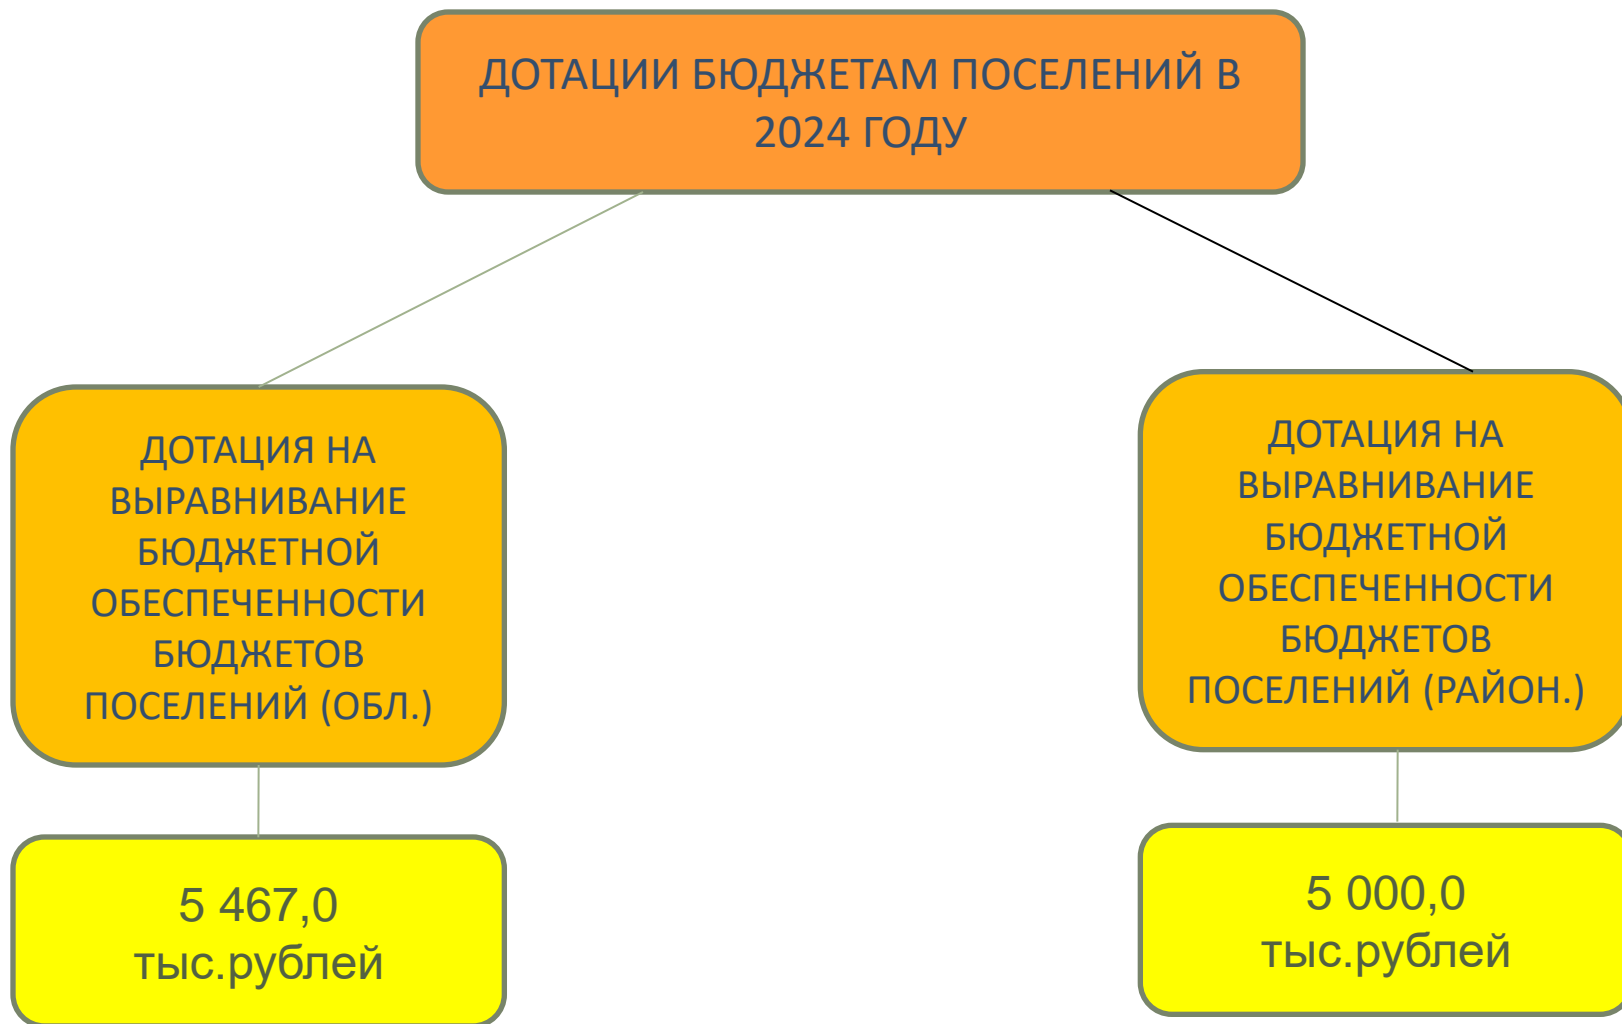 ДОТАЦИИ БЮДЖЕТАМ ПОСЕЛЕНИЙ В
2024 ГОДУ
ДОТАЦИЯ НА
ВЫРАВНИВАНИЕ
БЮДЖЕТНОЙ
ОБЕСПЕЧЕННОСТИ
БЮДЖЕТОВ
ПОСЕЛЕНИЙ (ОБЛ.)
5 467,0
тыс.рублей
ДОТАЦИЯ НА
ВЫРАВНИВАНИЕ
БЮДЖЕТНОЙ
ОБЕСПЕЧЕННОСТИ
БЮДЖЕТОВ
ПОСЕЛЕНИЙ (РАЙОН.)
5 000,0
тыс.рублей